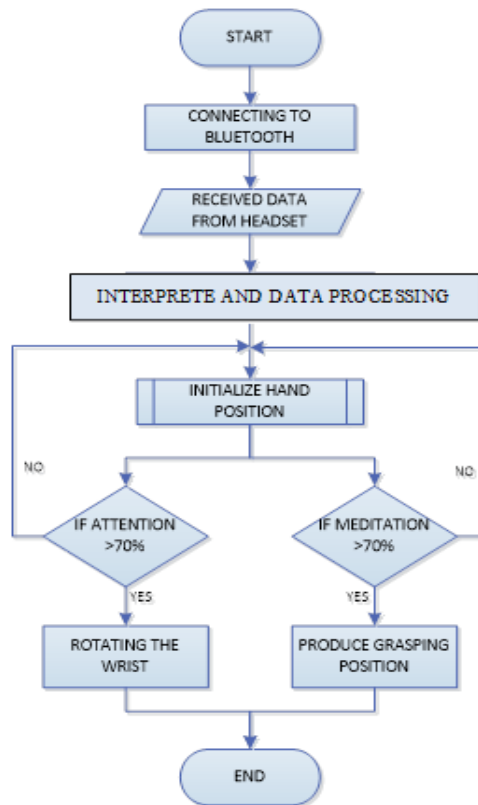 START
CONNECTING TO
BLUETOOTH
RECEIVED DATA
FROM HEADSET
INTERPRETE AND DATA PROCESSING
INITIALIZE HAND
POSITION
NO
NO
IF ATTENTION
>70%
IF MEDITATION
>70%
YES
YES
ROTATING THE
WRIST
PRODUCE GRASPING
POSITION
END